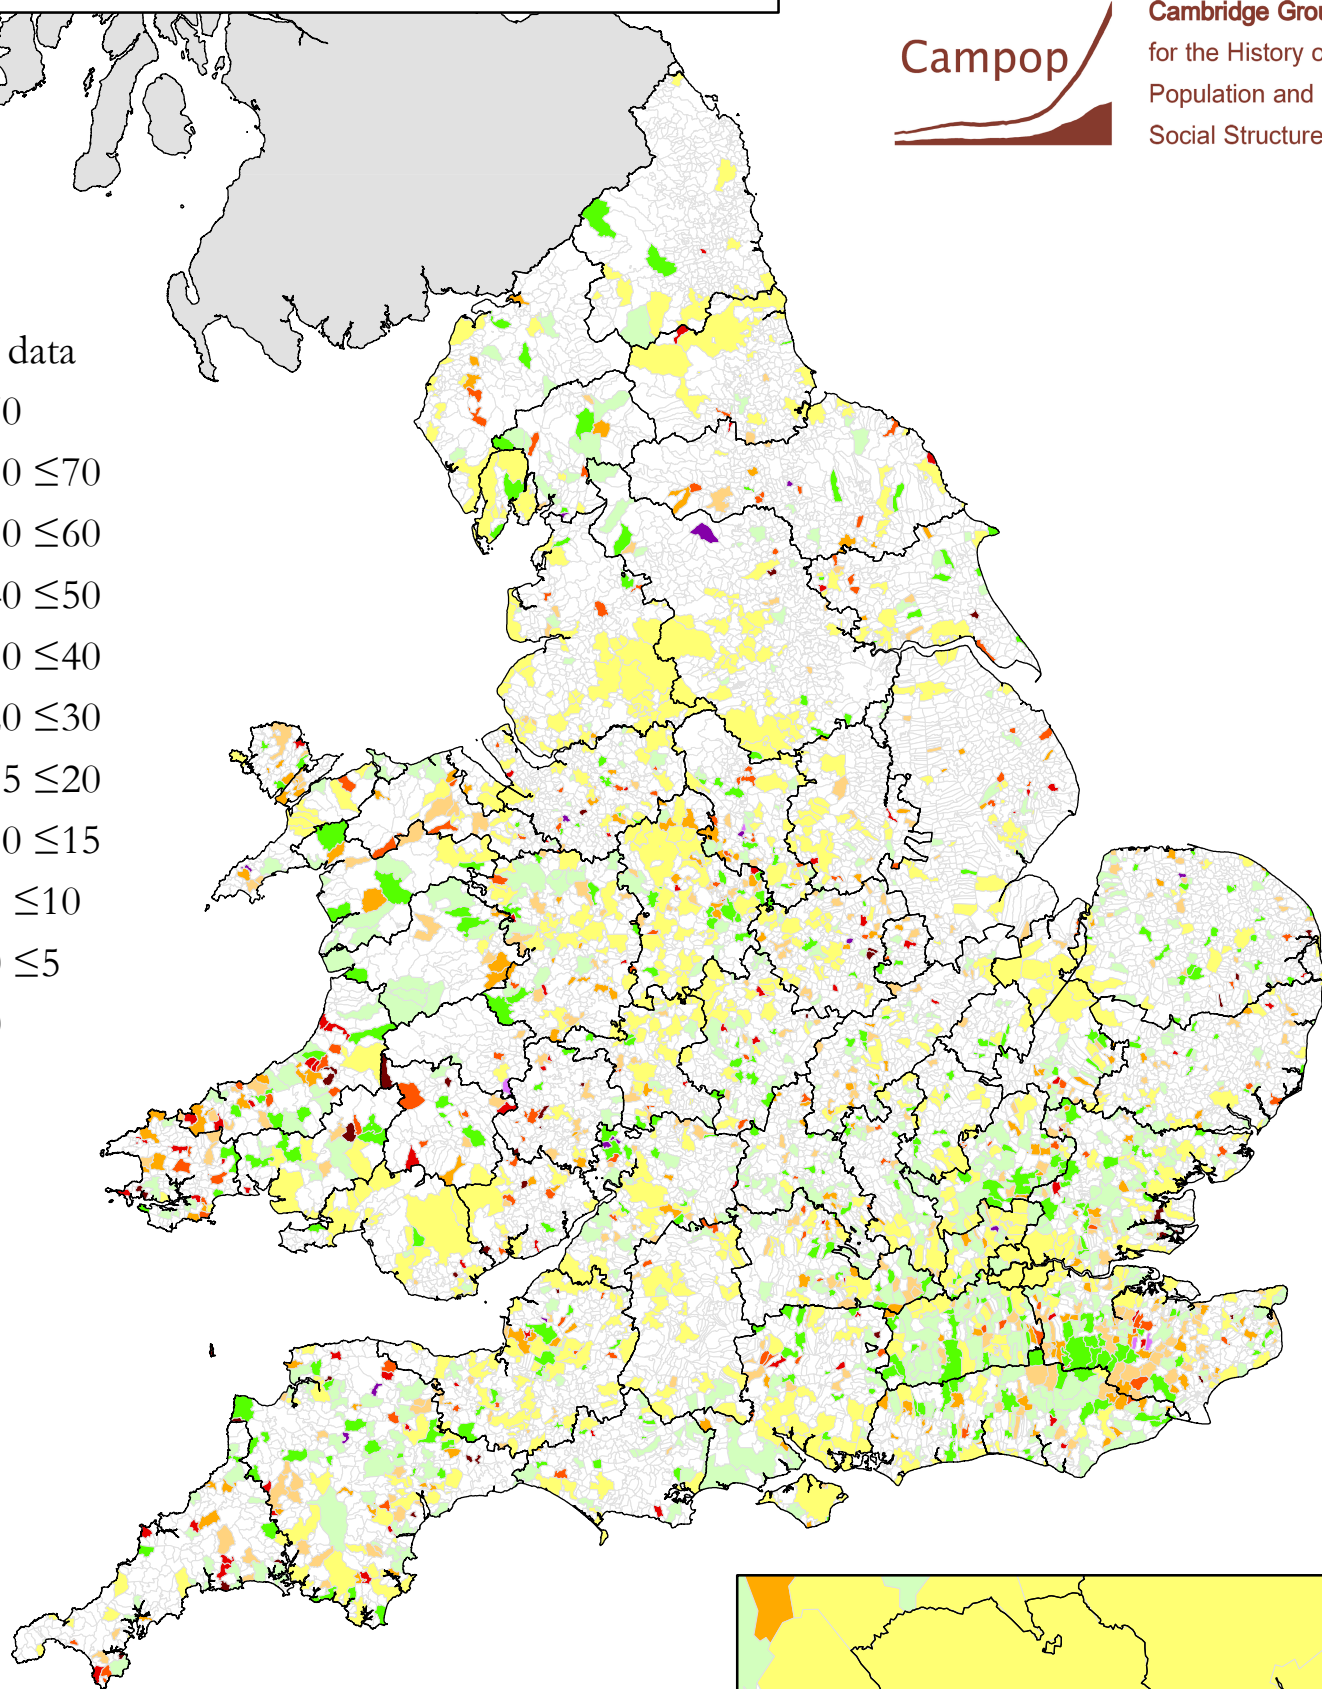 Cambridge Grou
Campop
for the History o
Population and
Social Structure
data
0
0 ≤70
0 ≤60
0 ≤50
0 ≤40
0 ≤30
5 ≤20
0 ≤15
≤10
≤5